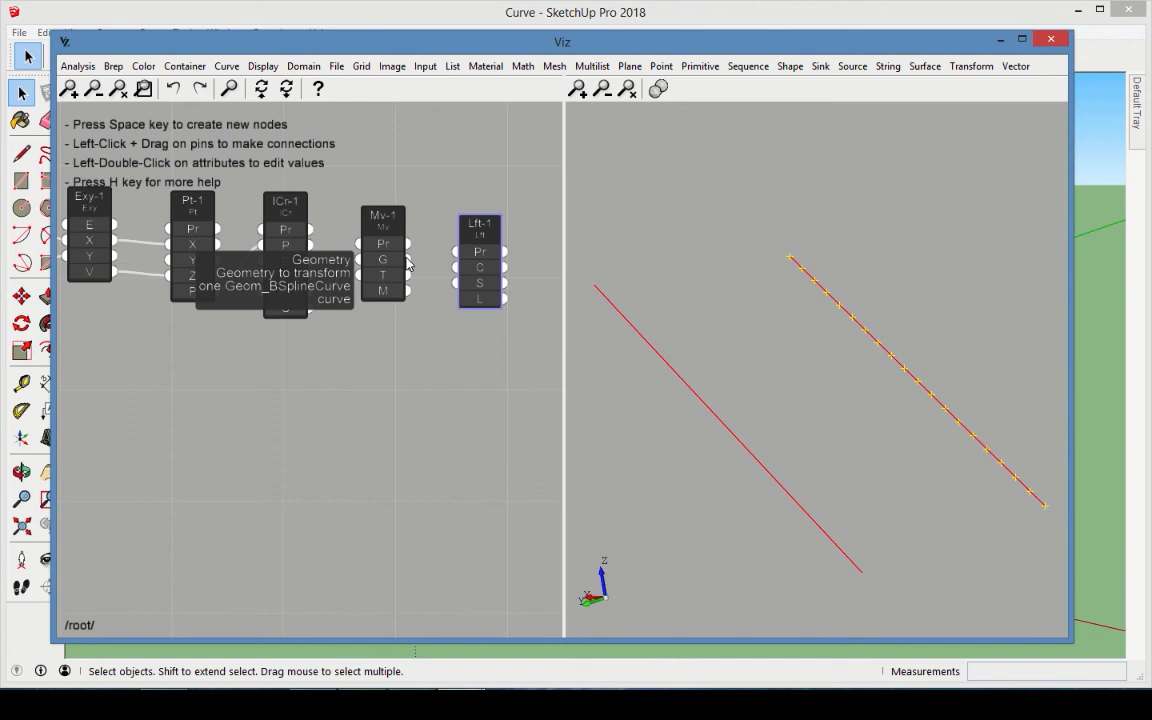 Curve - SketchUp Pro 2018
File
Viz
Analysis Brep Color Container Curve Display Domain File Grid Image Input List Material Math Mesh Multilist Plane Point Primitive Sequence Shape Sink Source String Surface Transform Vector
- Press Space key to create new nodes
- Left-Click + Drag on pins to make connections
- Left-Double-Click on attributes to edit values
- Press H key for more help
Exy-1
Exy
E
X
Y
V
Pt-1
Pt
Pr
X
Y
Z
ICr-1
ICr
Pr
P
Mv-1
Mv
Pr
G
T
M
Lft-1
Lft
Pr
C
S
L
Geometry
Geometry to transform
one Geom_BSplineCurve
curve
Z
/root/
Default Tray
Select objects. Shift to extend select. Drag mouse to select multiple.
Measurements